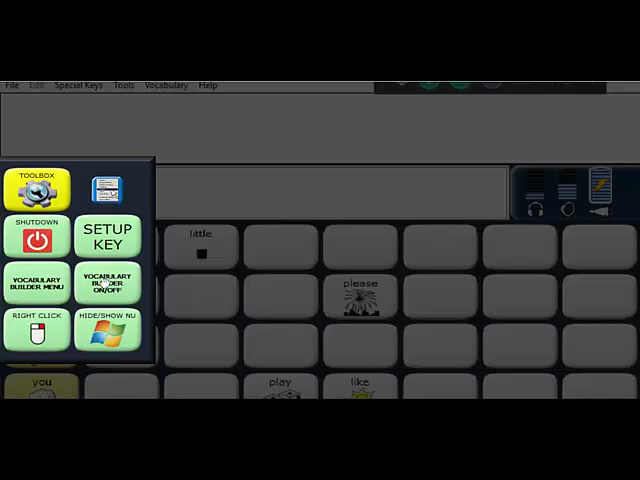 File Edit Special Keys Tools Vocabulary Help
TOOLBOX
SHUTDOWN
SETUP
KEY
VOCABULARY
BUILDER MENU
VOCABULARY
BUILDER
ON/OFF
RIGHT CLICK
HIDE/SHOW NU
little
please
you
play
like